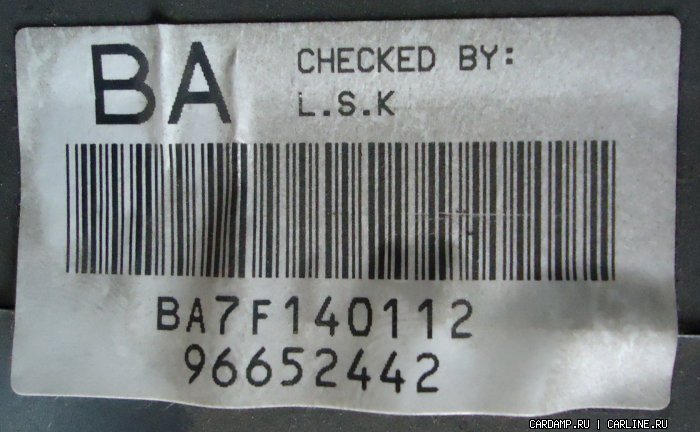 BA
CHECKED BY:
L.S.K
BA7F140112
96652442
CARDAMP.RU | CARLINE.RU